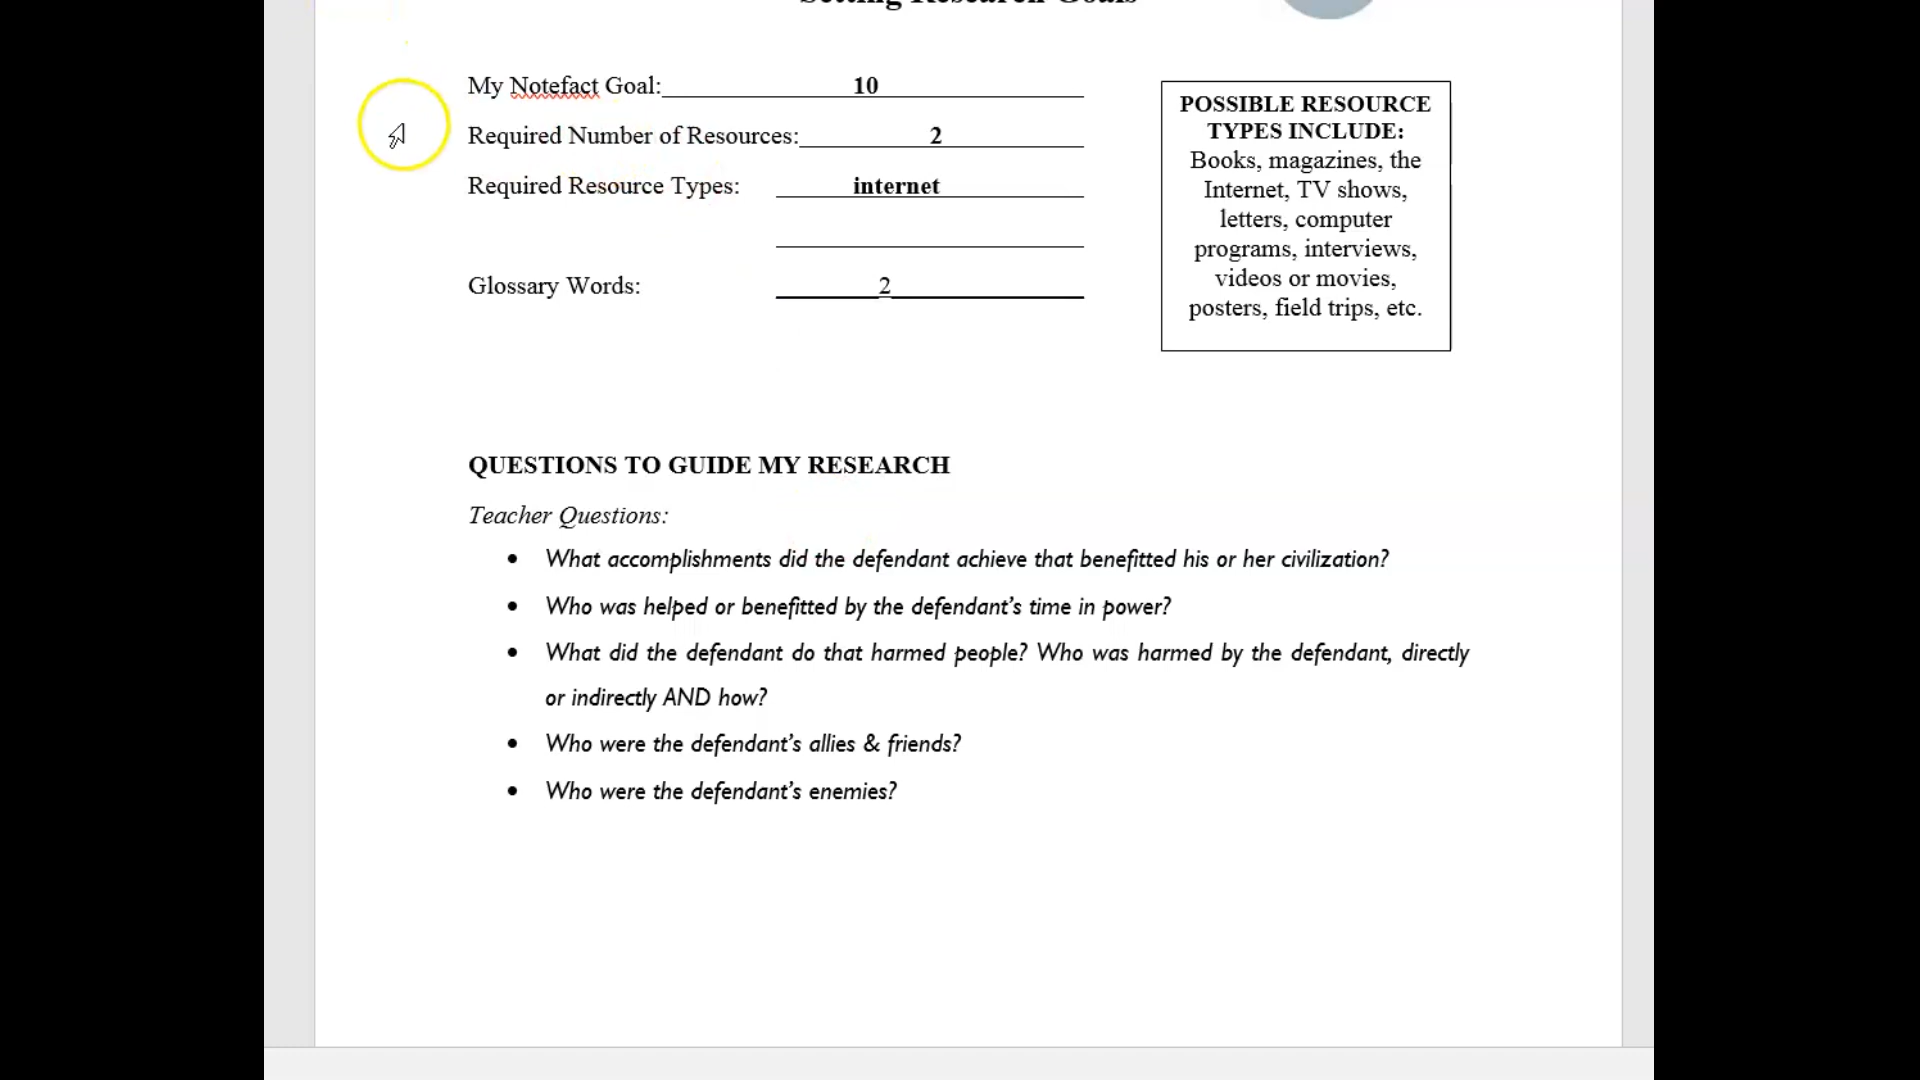 Setting Research Goals
My Notefact Goal: 10
Required Number of Resources: 2
Required Resource Types: internet
Glossary Words: 2
POSSIBLE RESOURCE
TYPES INCLUDE:
Books, magazines, the
Internet, TV shows,
letters, computer
programs, interviews,
videos or movies,
posters, field trips, etc.
QUESTIONS TO GUIDE MY RESEARCH
Teacher Questions:
• What accomplishments did the defendant achieve that benefitted his or her civilization?
• Who was helped or benefitted by the defendant’s time in power?
• What did the defendant do that harmed people? Who was harmed by the defendant, directly
or indirectly AND how?
• Who were the defendant’s allies & friends?
• Who were the defendant’s enemies?